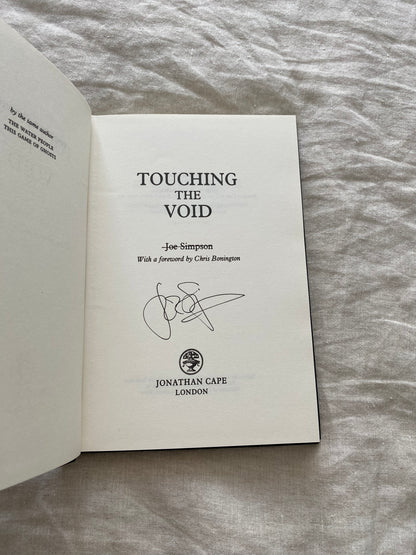 by the same author
THE WATER PEOPLE
THIS GAME OF GHOSTS
TOUCHING
THE
VOID
Joe Simpson
With a foreword by Chris Bonington
JONATHAN CAPE
LONDON